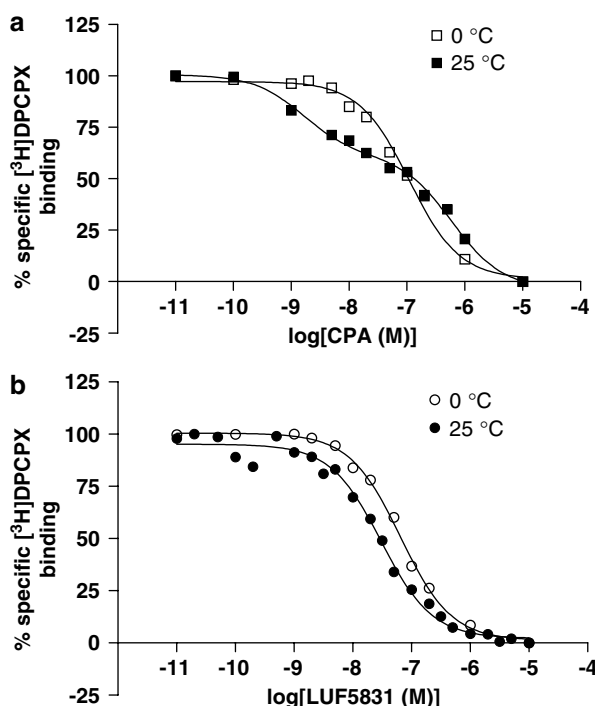 a
□ 0 °C
■ 25 °C
% specific [³H]DPCPX
binding
125
100
75
50
25
0
-25
-11
-10
-9
-8
-7
-6
-5
-4
log[CPA (M)]
b
○ 0 °C
● 25 °C
% specific [³H]DPCPX
binding
125
100
75
50
25
0
-25
-11
-10
-9
-8
-7
-6
-5
-4
log[LUF5831 (M)]